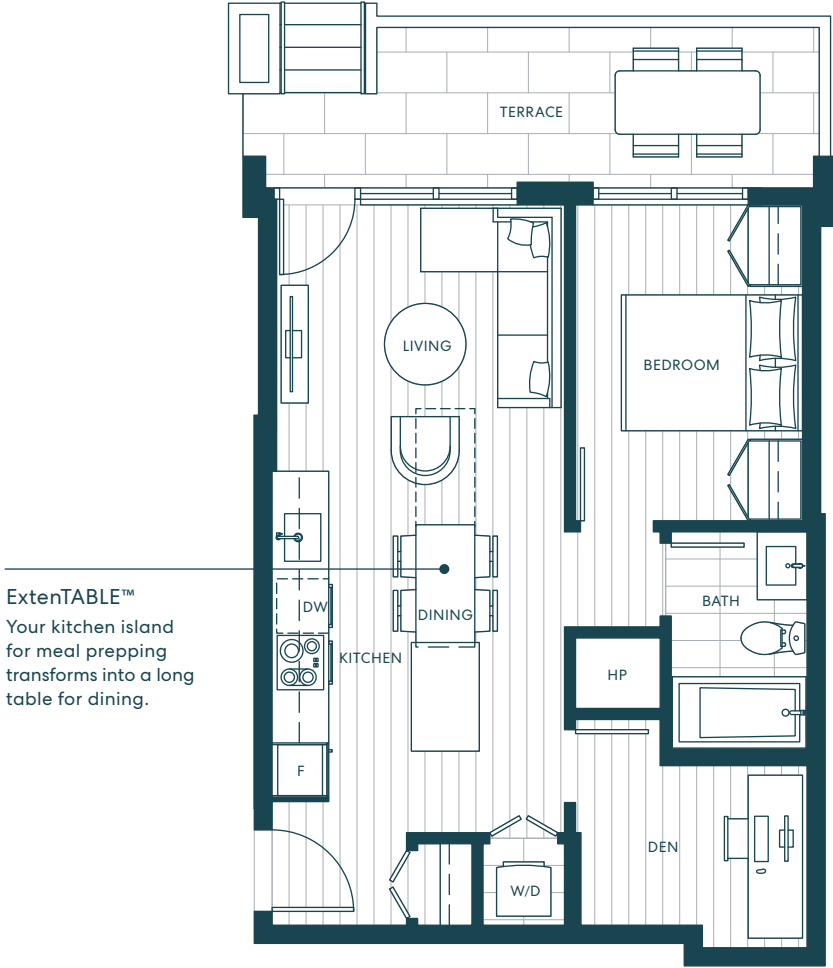 TERRACE
LIVING
BEDROOM
ExtenTABLE™
Your kitchen island
for meal prepping
transforms into a long
table for dining.
DW
DINING
BATH
KITCHEN
HP
F
DEN
W/D